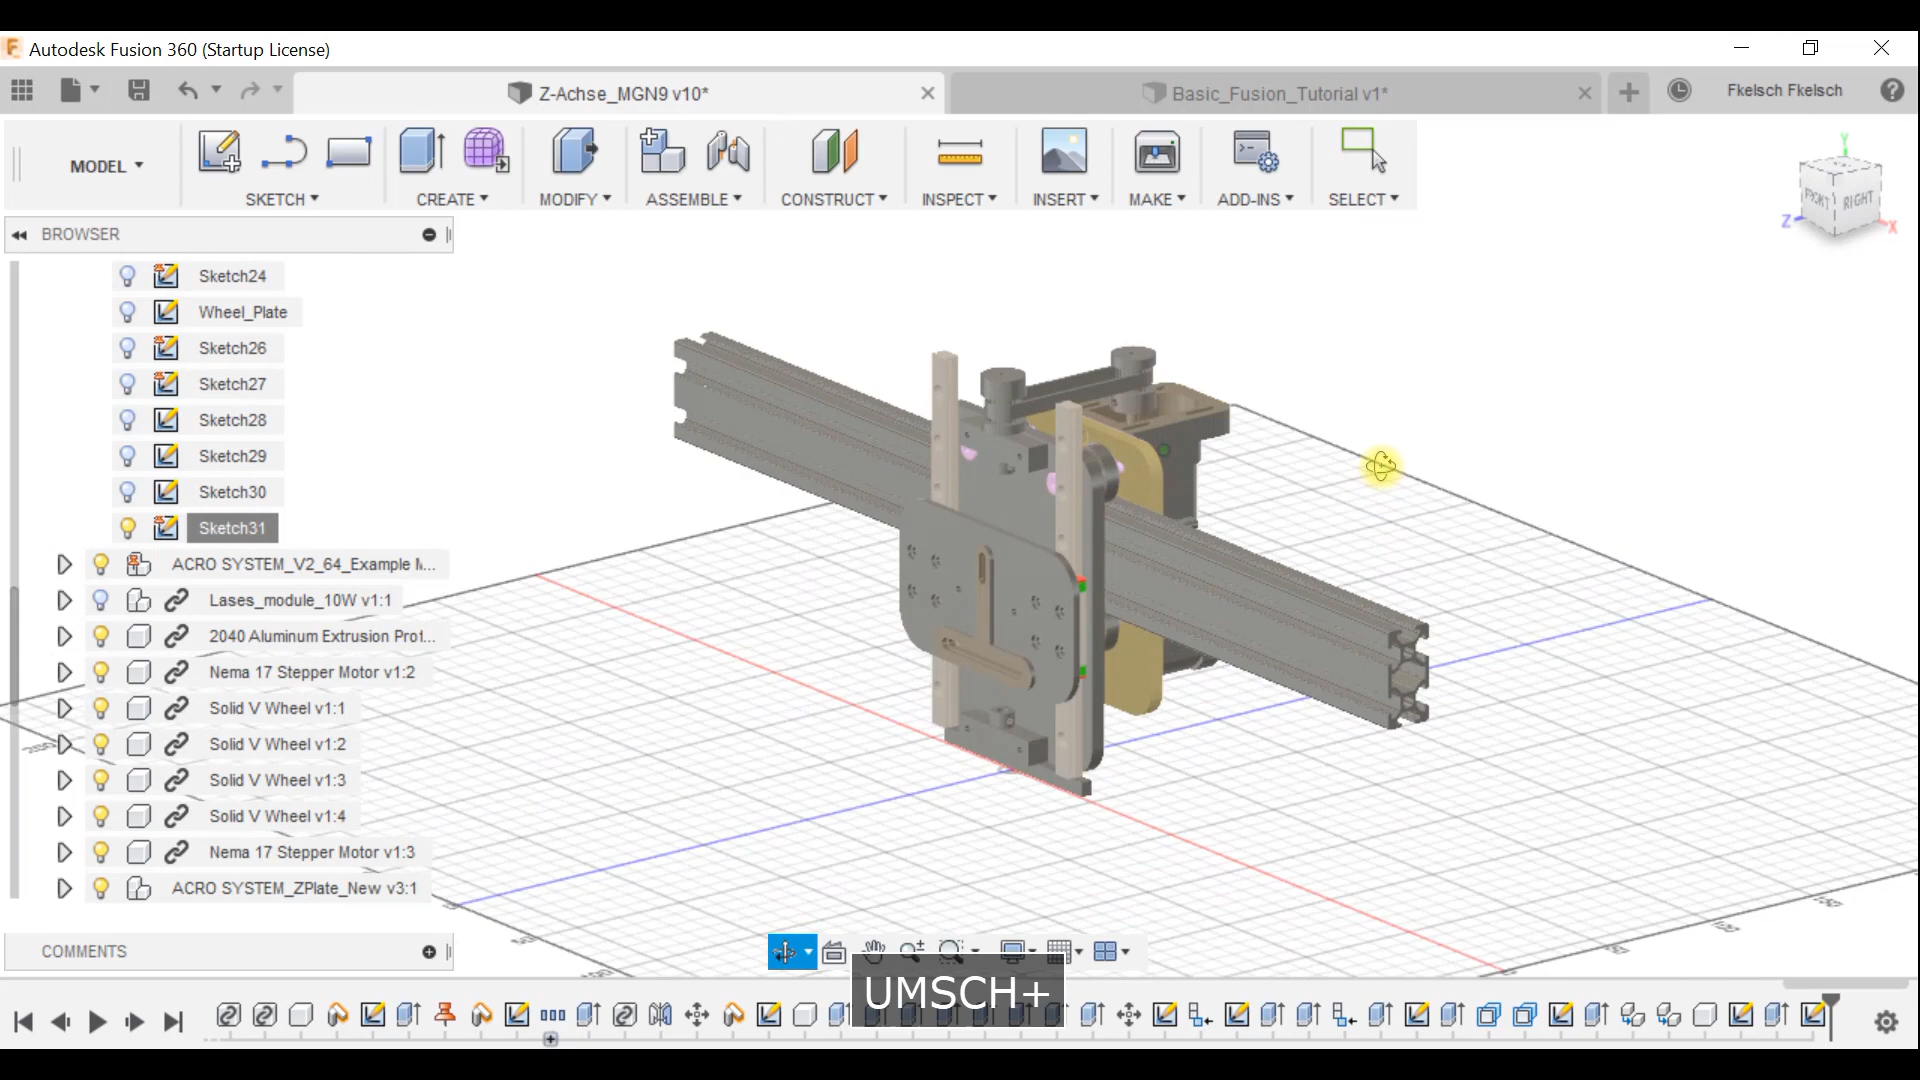 Autodesk Fusion 360 (Startup License)
Z-Achse_MGN9 v10*
Basic_Fusion_Tutorial v1*
Fkelsch Fkelsch
MODEL
SKETCH
CREATE
MODIFY
ASSEMBLE
CONSTRUCT
INSPECT
INSERT
MAKE
ADD-INS
SELECT
Y
FRONT
RIGHT
Z
X
BROWSER
Sketch24
Wheel_Plate
Sketch26
Sketch27
Sketch28
Sketch29
Sketch30
Sketch31
ACRO SYSTEM_V2_64_Example M...
Lases_module_10W v1:1
2040 Aluminum Extrusion Prof...
Nema 17 Stepper Motor v1:2
Solid V Wheel v1:1
Solid V Wheel v1:2
Solid V Wheel v1:3
Solid V Wheel v1:4
Nema 17 Stepper Motor v1:3
ACRO SYSTEM_ZPlate_New v3:1
COMMENTS
UMSCH+